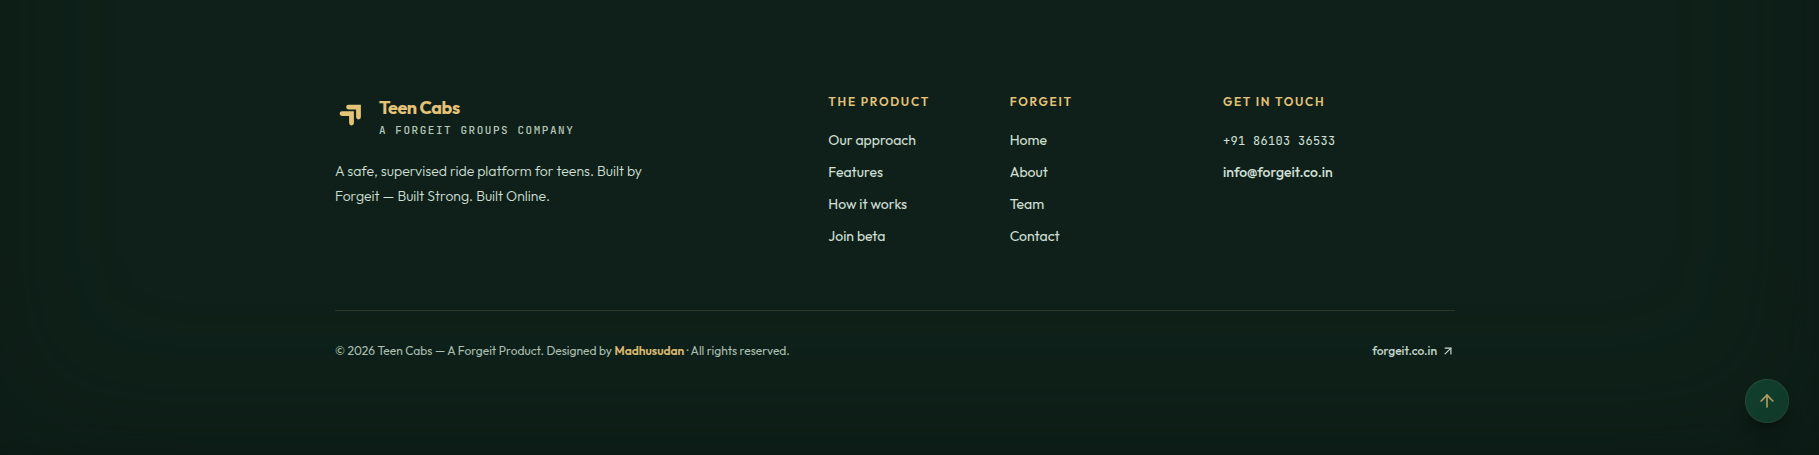 Teen Cabs
A FORGEIT GROUPS COMPANY
A safe, supervised ride platform for teens. Built by
Forgeit — Built Strong. Built Online.
THE PRODUCT
Our approach
Features
How it works
Join beta
FORGEIT
Home
About
Team
Contact
GET IN TOUCH
+91 86103 36533
info@forgeit.co.in
© 2026 Teen Cabs — A Forgeit Product. Designed by Madhusudan · All rights reserved.
forgeit.co.in